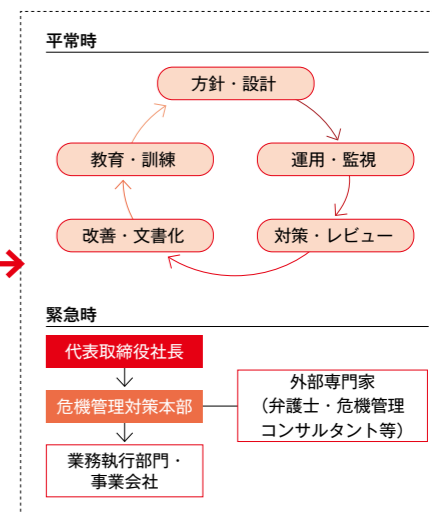 平常時
方針・設計
教育・訓練
運用・監視
改善・文書化
対策・レビュー
緊急時
代表取締役社長
危機管理対策本部
外部専門家
（弁護士・危機管理
コンサルタント等）
業務執行部門・
事業会社